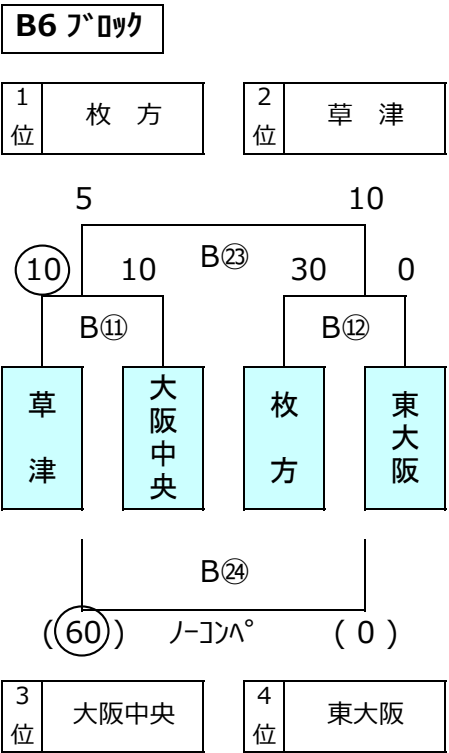 B6 ﾌﾞﾛｯｸ
1位 枚　方 2位 草　津
5 10
B㉓
10 10 30 0
B⑪ B⑫
草津 大阪中央 枚方 東大阪
B㉔
(60) ﾉｰｺﾝﾍﾟ ( 0 )
3位 大阪中央 4位 東大阪